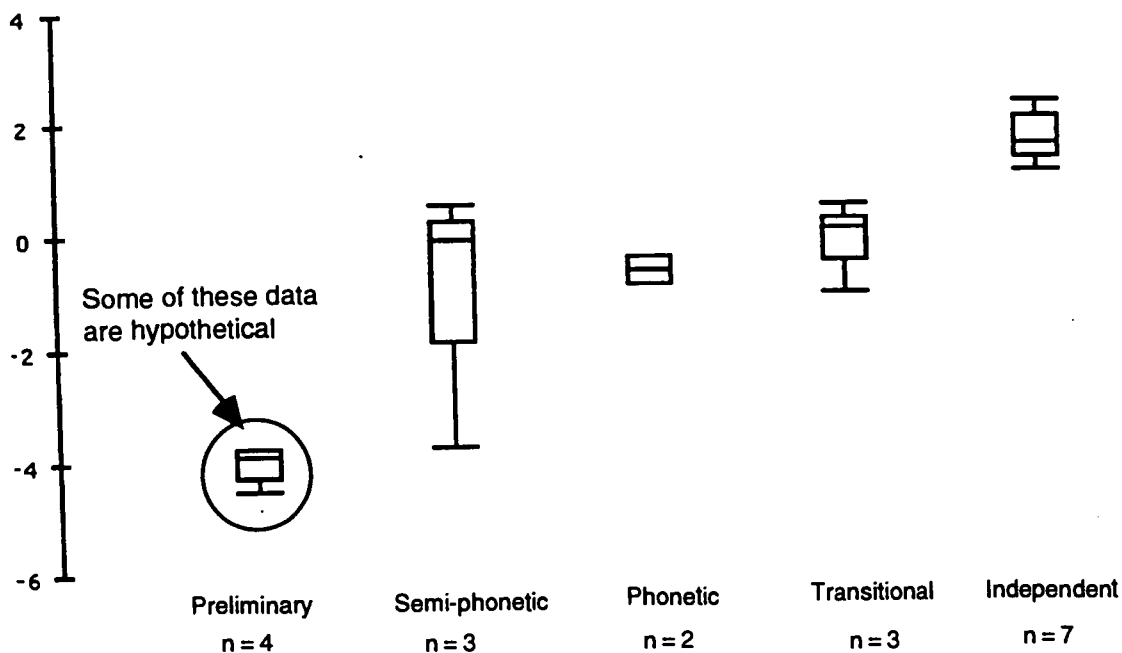 4
2
0
Some of these data
are hypothetical
-2
-4
-6
Preliminary Semi-phonetic Phonetic Transitional Independent
n = 4 n = 3 n = 2 n = 3 n = 7